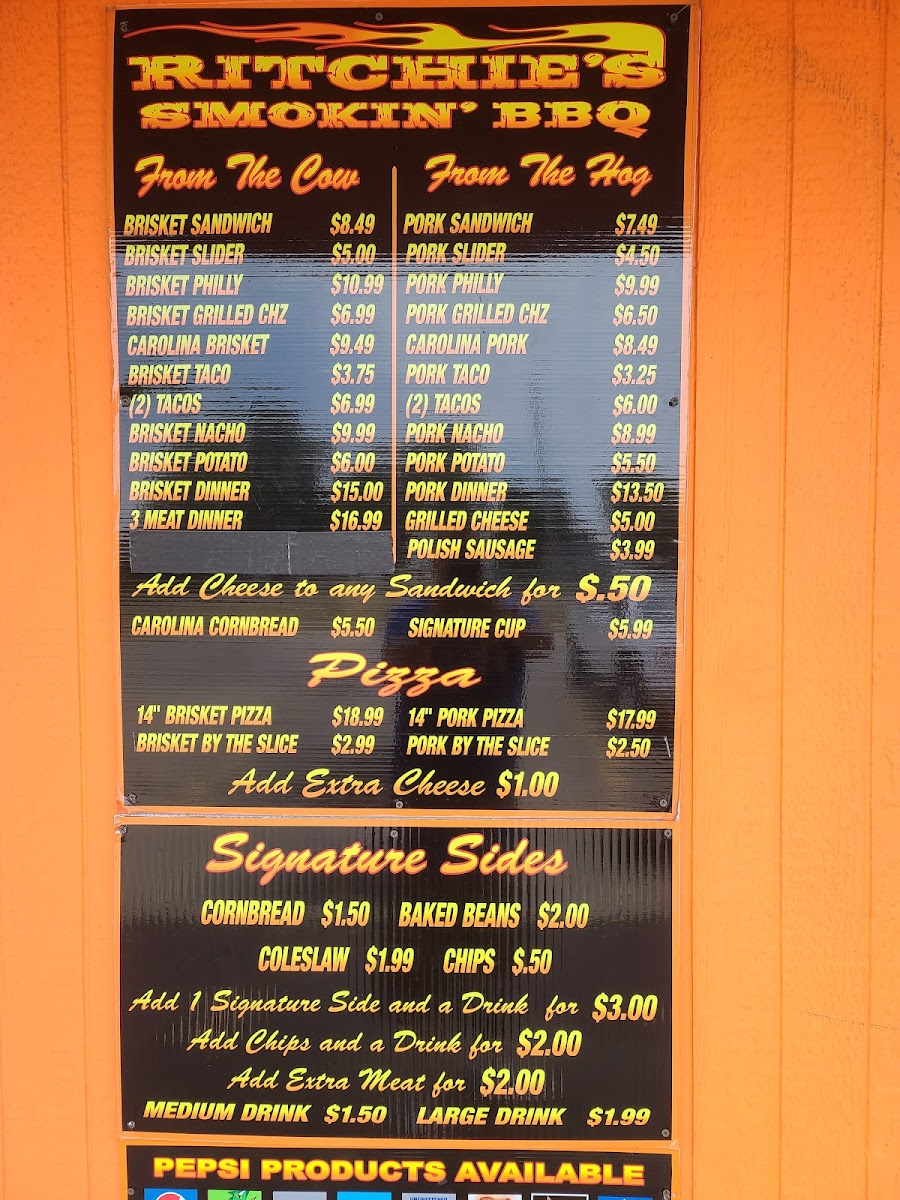 RITCHIE'S
SMOKIN' BBQ
From The Cow
BRISKET SANDWICH $8.49
BRISKET SLIDER $5.00
BRISKET PHILLY $10.99
BRISKET GRILLED CHZ $6.99
CAROLINA BRISKET $9.49
BRISKET TACO $3.75
(2) TACOS $6.99
BRISKET NACHO $9.99
BRISKET POTATO $6.00
BRISKET DINNER $15.00
3 MEAT DINNER $16.99
From The Hog
PORK SANDWICH $7.49
PORK SLIDER $4.50
PORK PHILLY $9.99
PORK GRILLED CHZ $6.50
CAROLINA PORK $8.49
PORK TACO $3.25
(2) TACOS $6.00
PORK NACHO $8.99
PORK POTATO $5.50
PORK DINNER $13.50
GRILLED CHEESE $5.00
POLISH SAUSAGE $3.99
Add Cheese to any Sandwich for $.50
CAROLINA CORNBREAD $5.50 SIGNATURE CUP $5.99
Pizza
14" BRISKET PIZZA $18.99 14" PORK PIZZA $17.99
BRISKET BY THE SLICE $2.99 PORK BY THE SLICE $2.50
Add Extra Cheese $1.00
Signature Sides
CORNBREAD $1.50 BAKED BEANS $2.00
COLESLAW $1.99 CHIPS $.50
Add 1 Signature Side and a Drink for $3.00
Add Chips and a Drink for $2.00
Add Extra Meat for $2.00
MEDIUM DRINK $1.50 LARGE DRINK $1.99
PEPSI PRODUCTS AVAILABLE